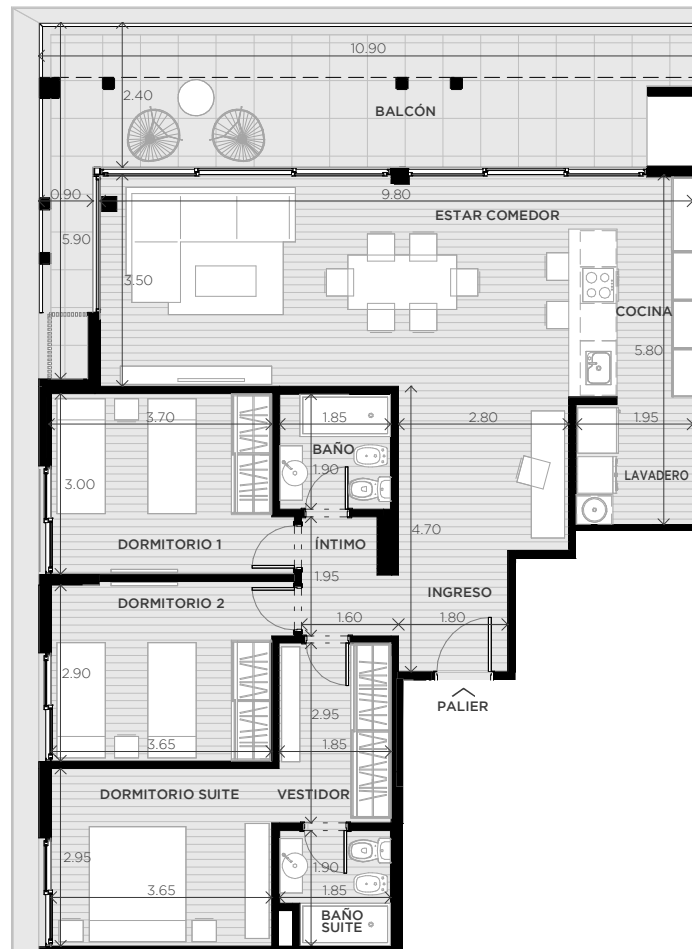 10.90
2.40
BALCÓN
0.90
9.80
ESTAR COMEDOR
5.90
3.50
COCINA
5.80
3.70
1.85
2.80
1.95
BAÑO
1.90
LAVADERO
3.00
4.70
DORMITORIO 1
ÍNTIMO
1.95
DORMITORIO 2
INGRESO
1.60
1.80
2.90
PALIER
2.95
3.65
1.85
DORMITORIO SUITE
VESTIDOR
2.95
1.90
3.65
1.85
BAÑO
SUITE